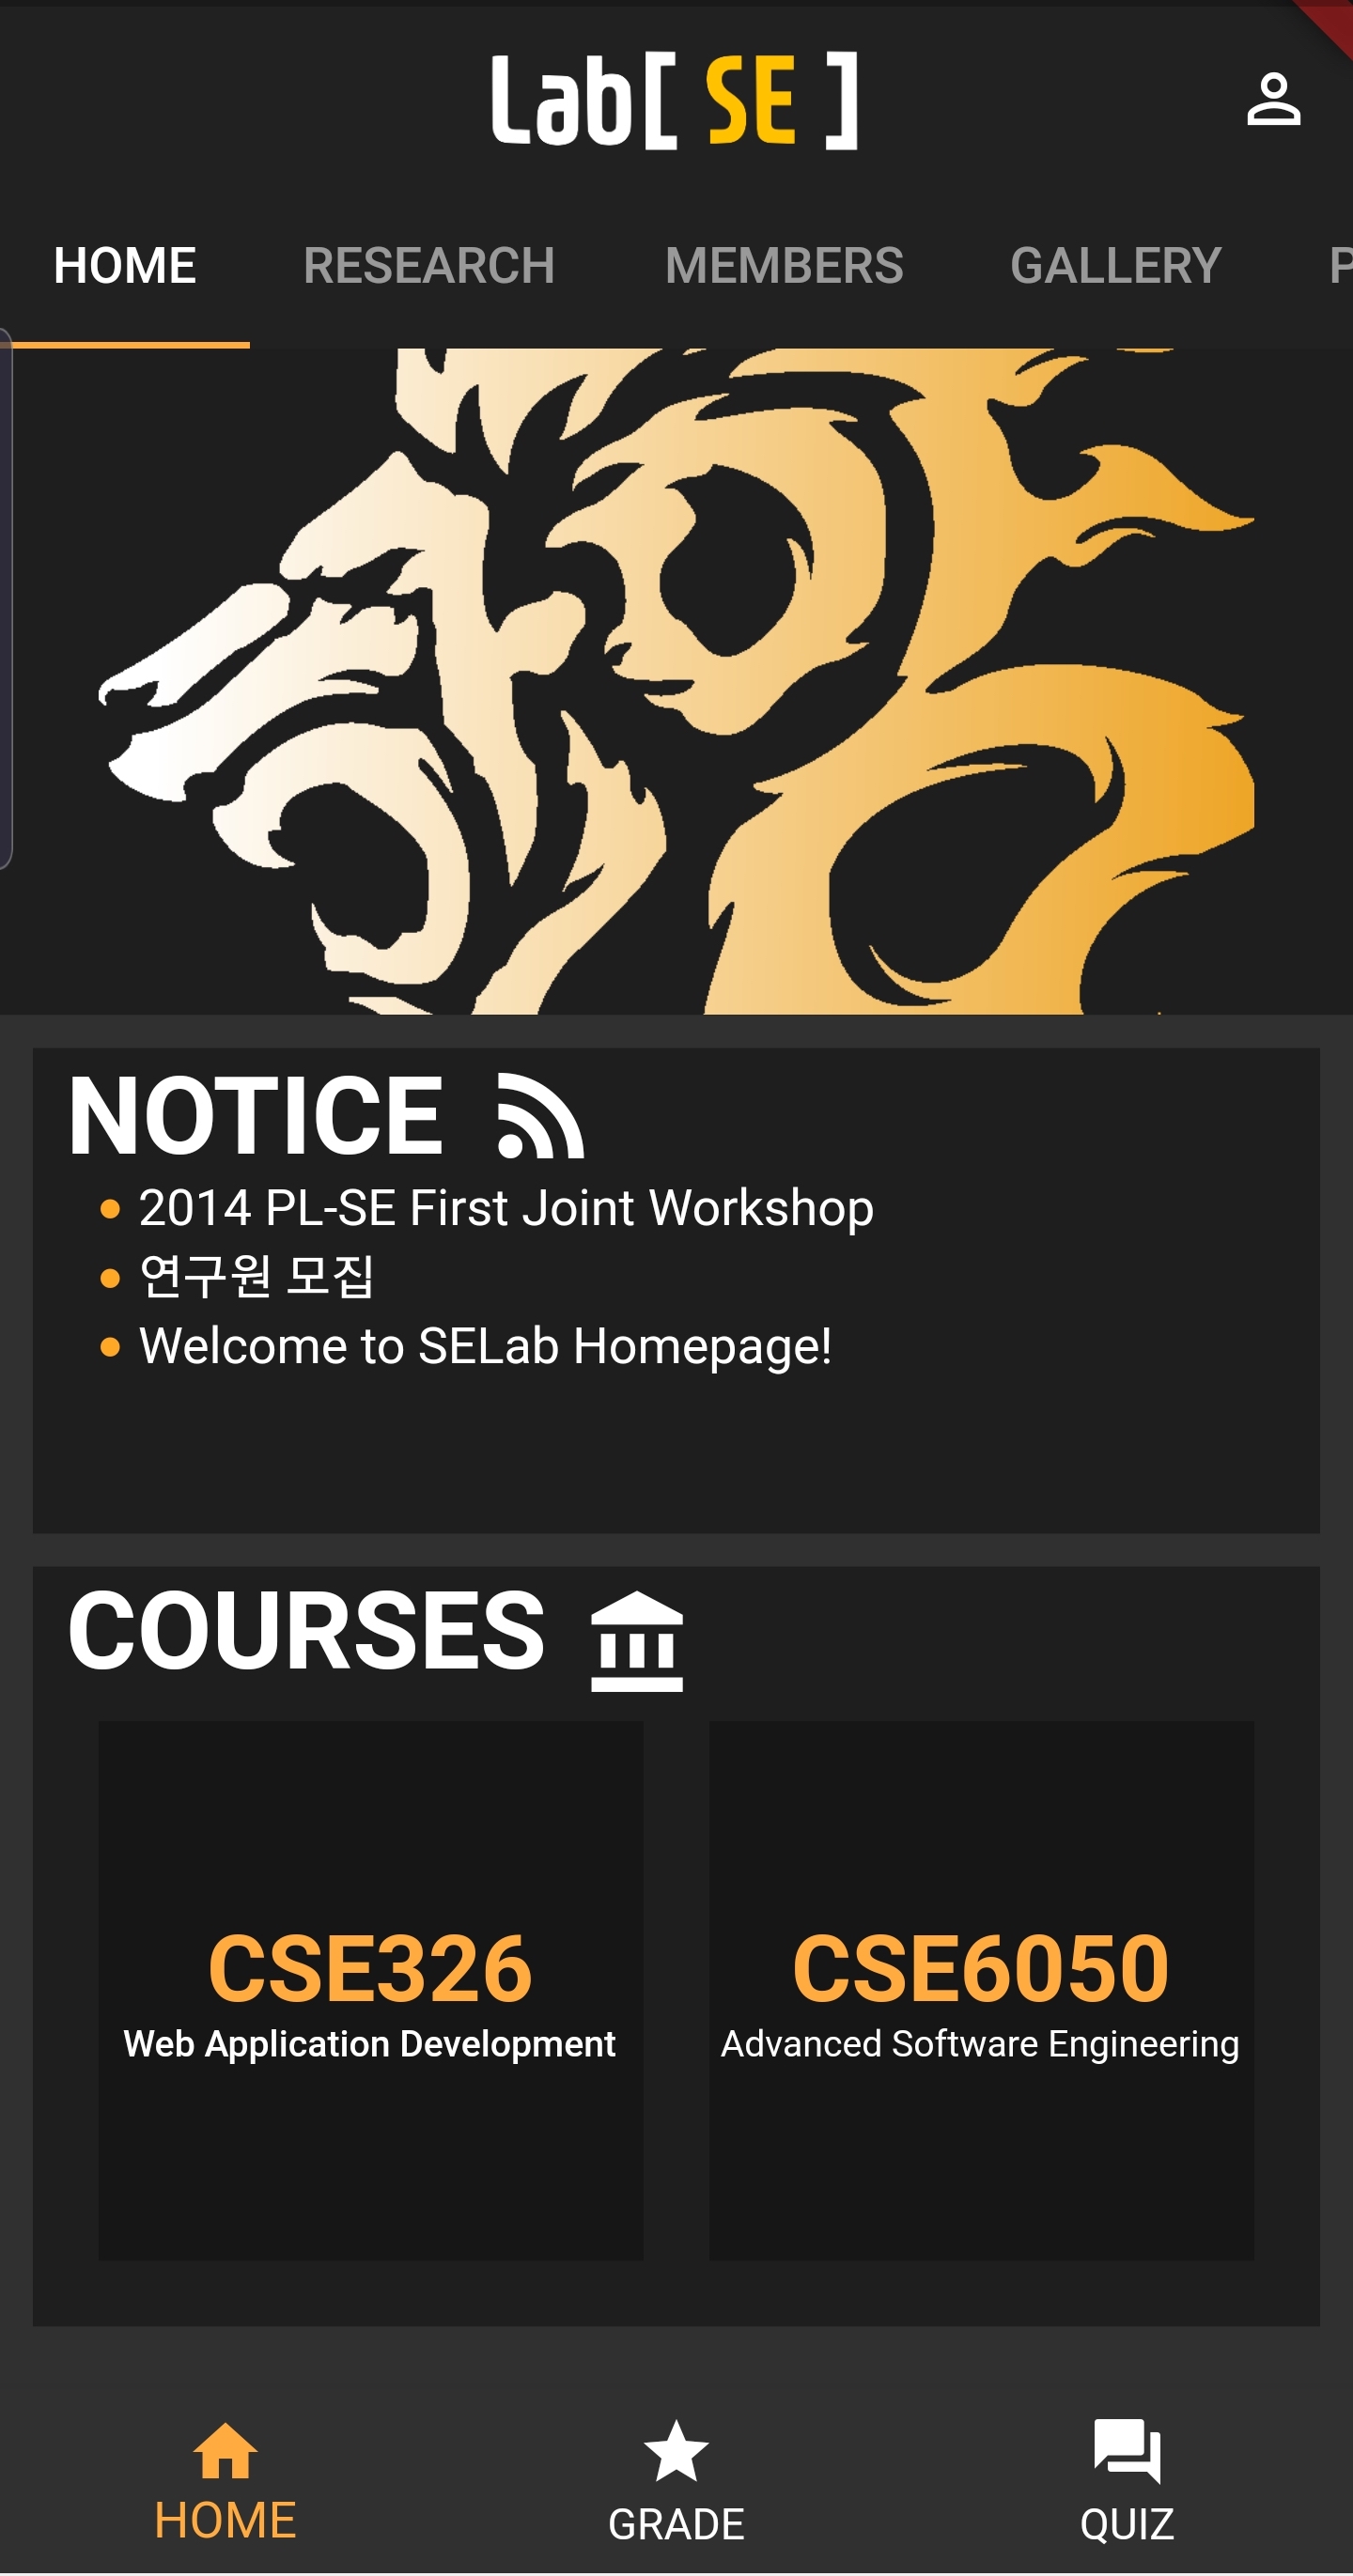 Lab[ SE ]
HOME RESEARCH MEMBERS GALLERY P
NOTICE
2014 PL-SE First Joint Workshop
연구원 모집
Welcome to SELab Homepage!
COURSES
CSE326
Web Application Development
CSE6050
Advanced Software Engineering
HOME GRADE QUIZ